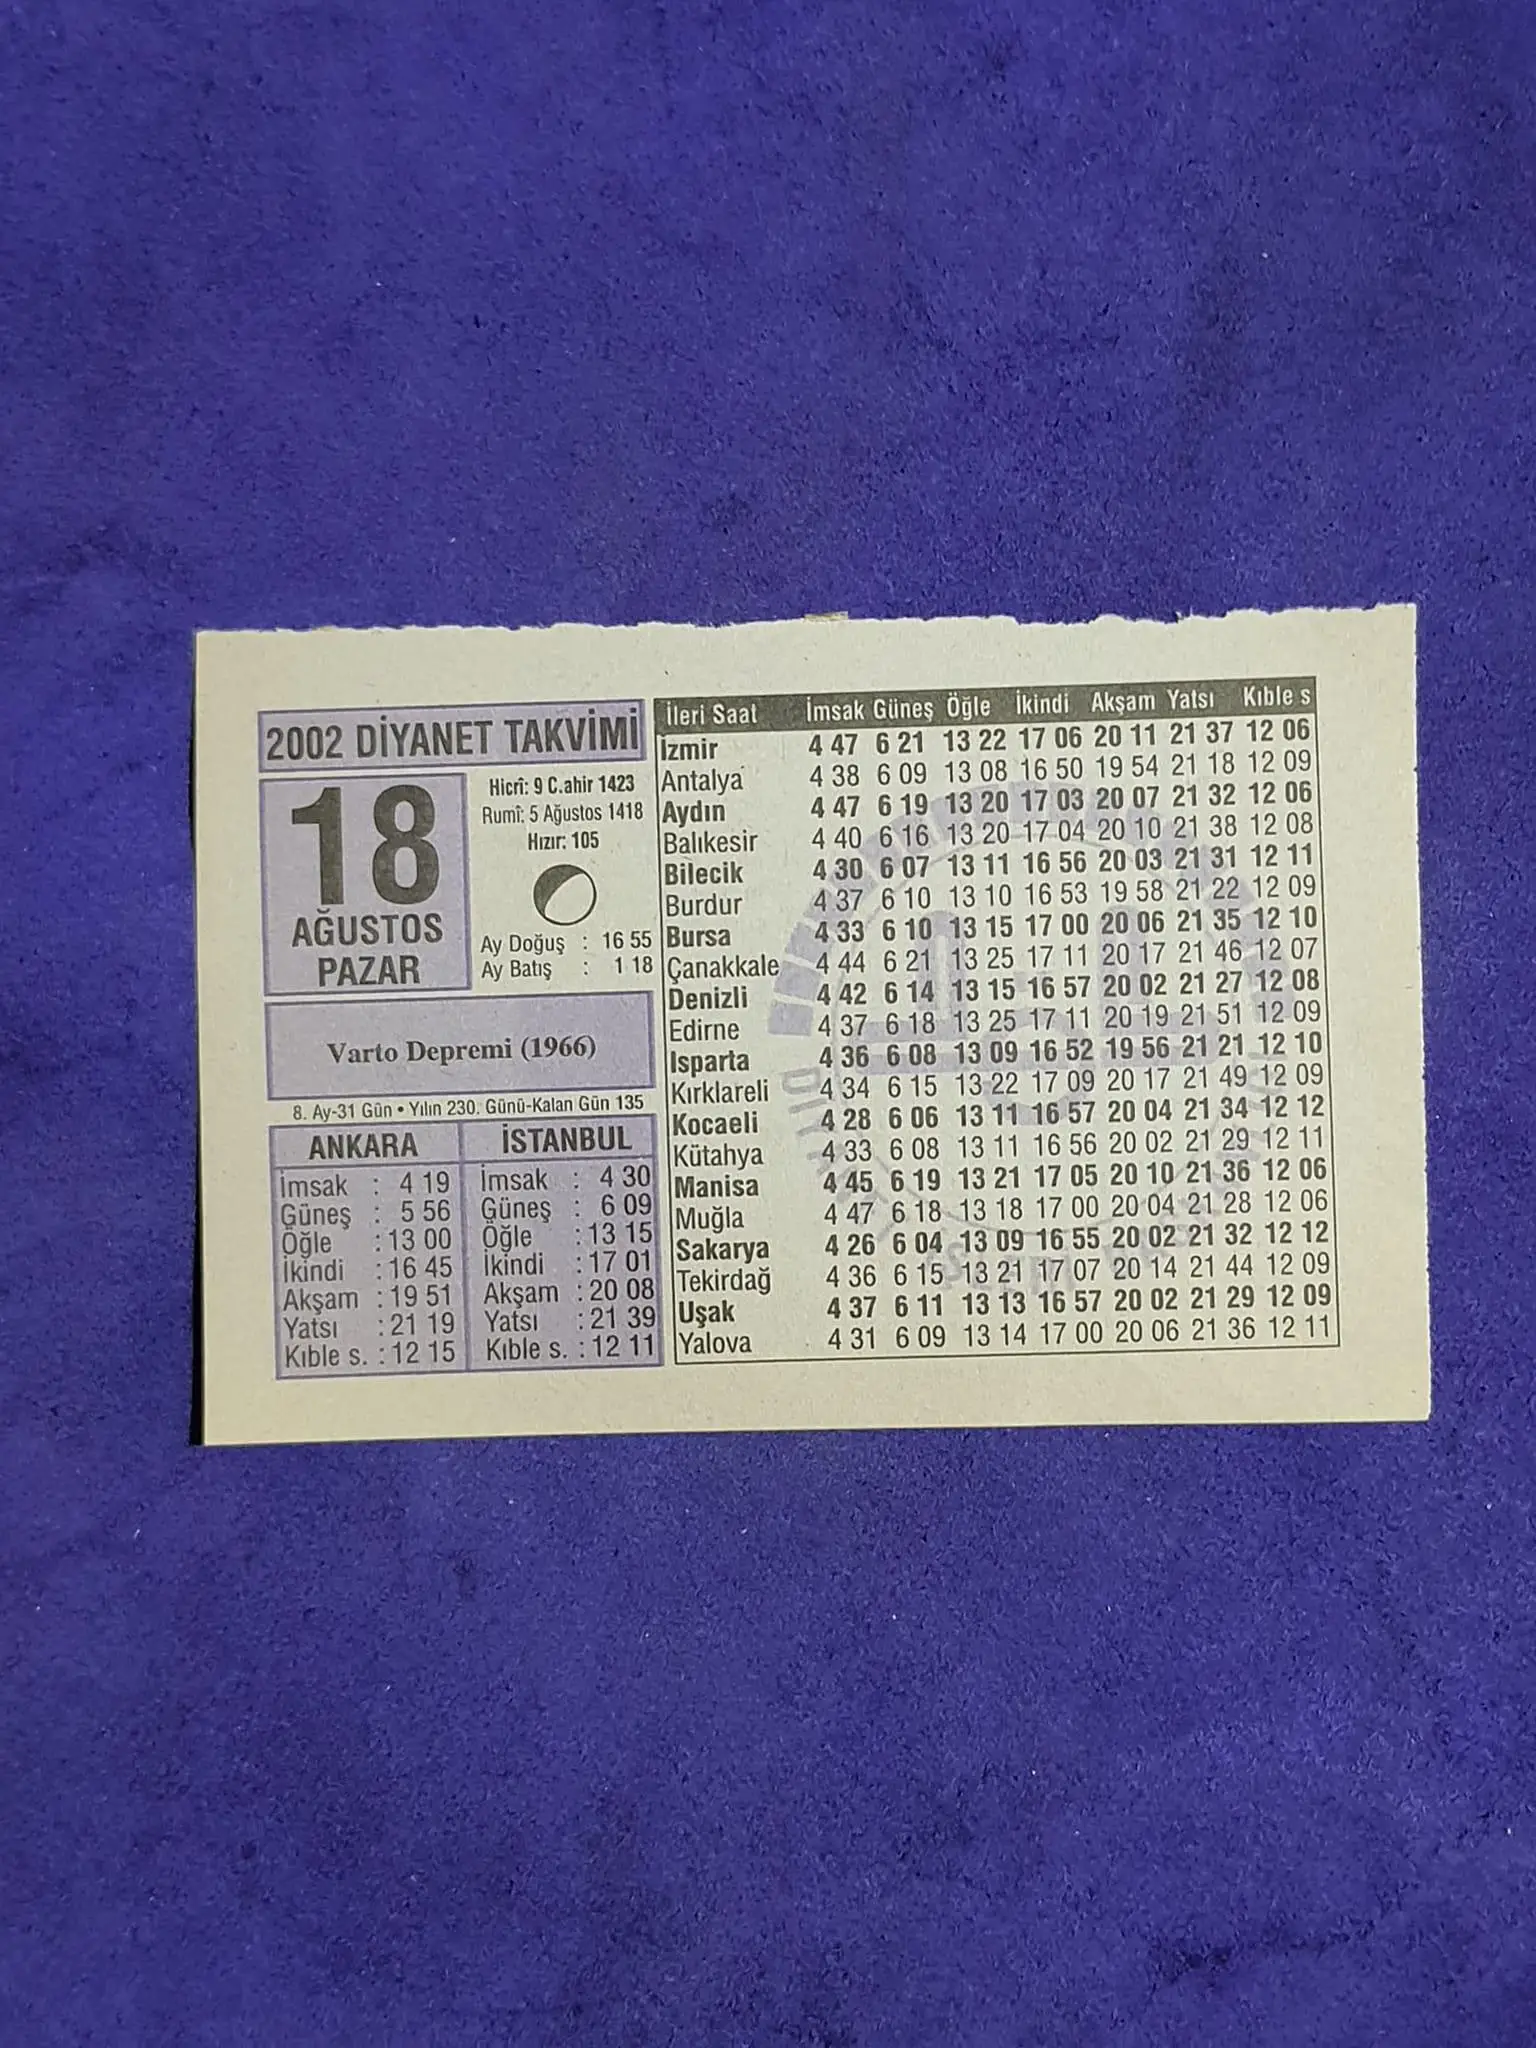 2002 DİYANET TAKVİMİ
18
AĞUSTOS
PAZAR
Hicrî: 9 C.ahir 1423
Rumî: 5 Ağustos 1418
Hızır: 105
Ay Doğuş : 16 55
Ay Batış : 1 18
Varto Depremi (1966)
8. Ay-31 Gün • Yılın 230. Günü-Kalan Gün 135
ANKARA
İmsak : 4 19
Güneş : 5 56
Öğle : 13 00
İkindi : 16 45
Akşam : 19 51
Yatsı : 21 19
Kıble s. : 12 15
İSTANBUL
İmsak : 4 30
Güneş : 6 09
Öğle : 13 15
İkindi : 17 01
Akşam : 20 08
Yatsı : 21 39
Kıble s. : 12 11
İleri Saat İmsak Güneş Öğle İkindi Akşam Yatsı Kıble s
İzmir 4 47 6 21 13 22 17 06 20 11 21 37 12 06
Antalya 4 38 6 09 13 08 16 50 19 54 21 18 12 09
Aydın 4 47 6 19 13 20 17 03 20 07 21 32 12 06
Balıkesir 4 40 6 16 13 20 17 04 20 10 21 38 12 08
Bilecik 4 30 6 07 13 11 16 56 20 03 21 31 12 11
Burdur 4 37 6 10 13 10 16 53 19 58 21 22 12 09
Bursa 4 33 6 10 13 15 17 00 20 06 21 35 12 10
Çanakkale 4 44 6 21 13 25 17 11 20 17 21 46 12 07
Denizli 4 42 6 14 13 15 16 57 20 02 21 27 12 08
Edirne 4 37 6 18 13 25 17 11 20 19 21 51 12 09
Isparta 4 36 6 08 13 09 16 52 19 56 21 21 12 10
Kırklareli 4 34 6 15 13 22 17 09 20 17 21 49 12 09
Kocaeli 4 28 6 06 13 11 16 57 20 04 21 34 12 12
Kütahya 4 33 6 08 13 11 16 56 20 02 21 29 12 11
Manisa 4 45 6 19 13 21 17 05 20 10 21 36 12 06
Muğla 4 47 6 18 13 18 17 00 20 04 21 28 12 06
Sakarya 4 26 6 04 13 09 16 55 20 02 21 32 12 12
Tekirdağ 4 36 6 15 13 21 17 07 20 14 21 44 12 09
Uşak 4 37 6 11 13 13 16 57 20 02 21 29 12 09
Yalova 4 31 6 09 13 14 17 00 20 06 21 36 12 11